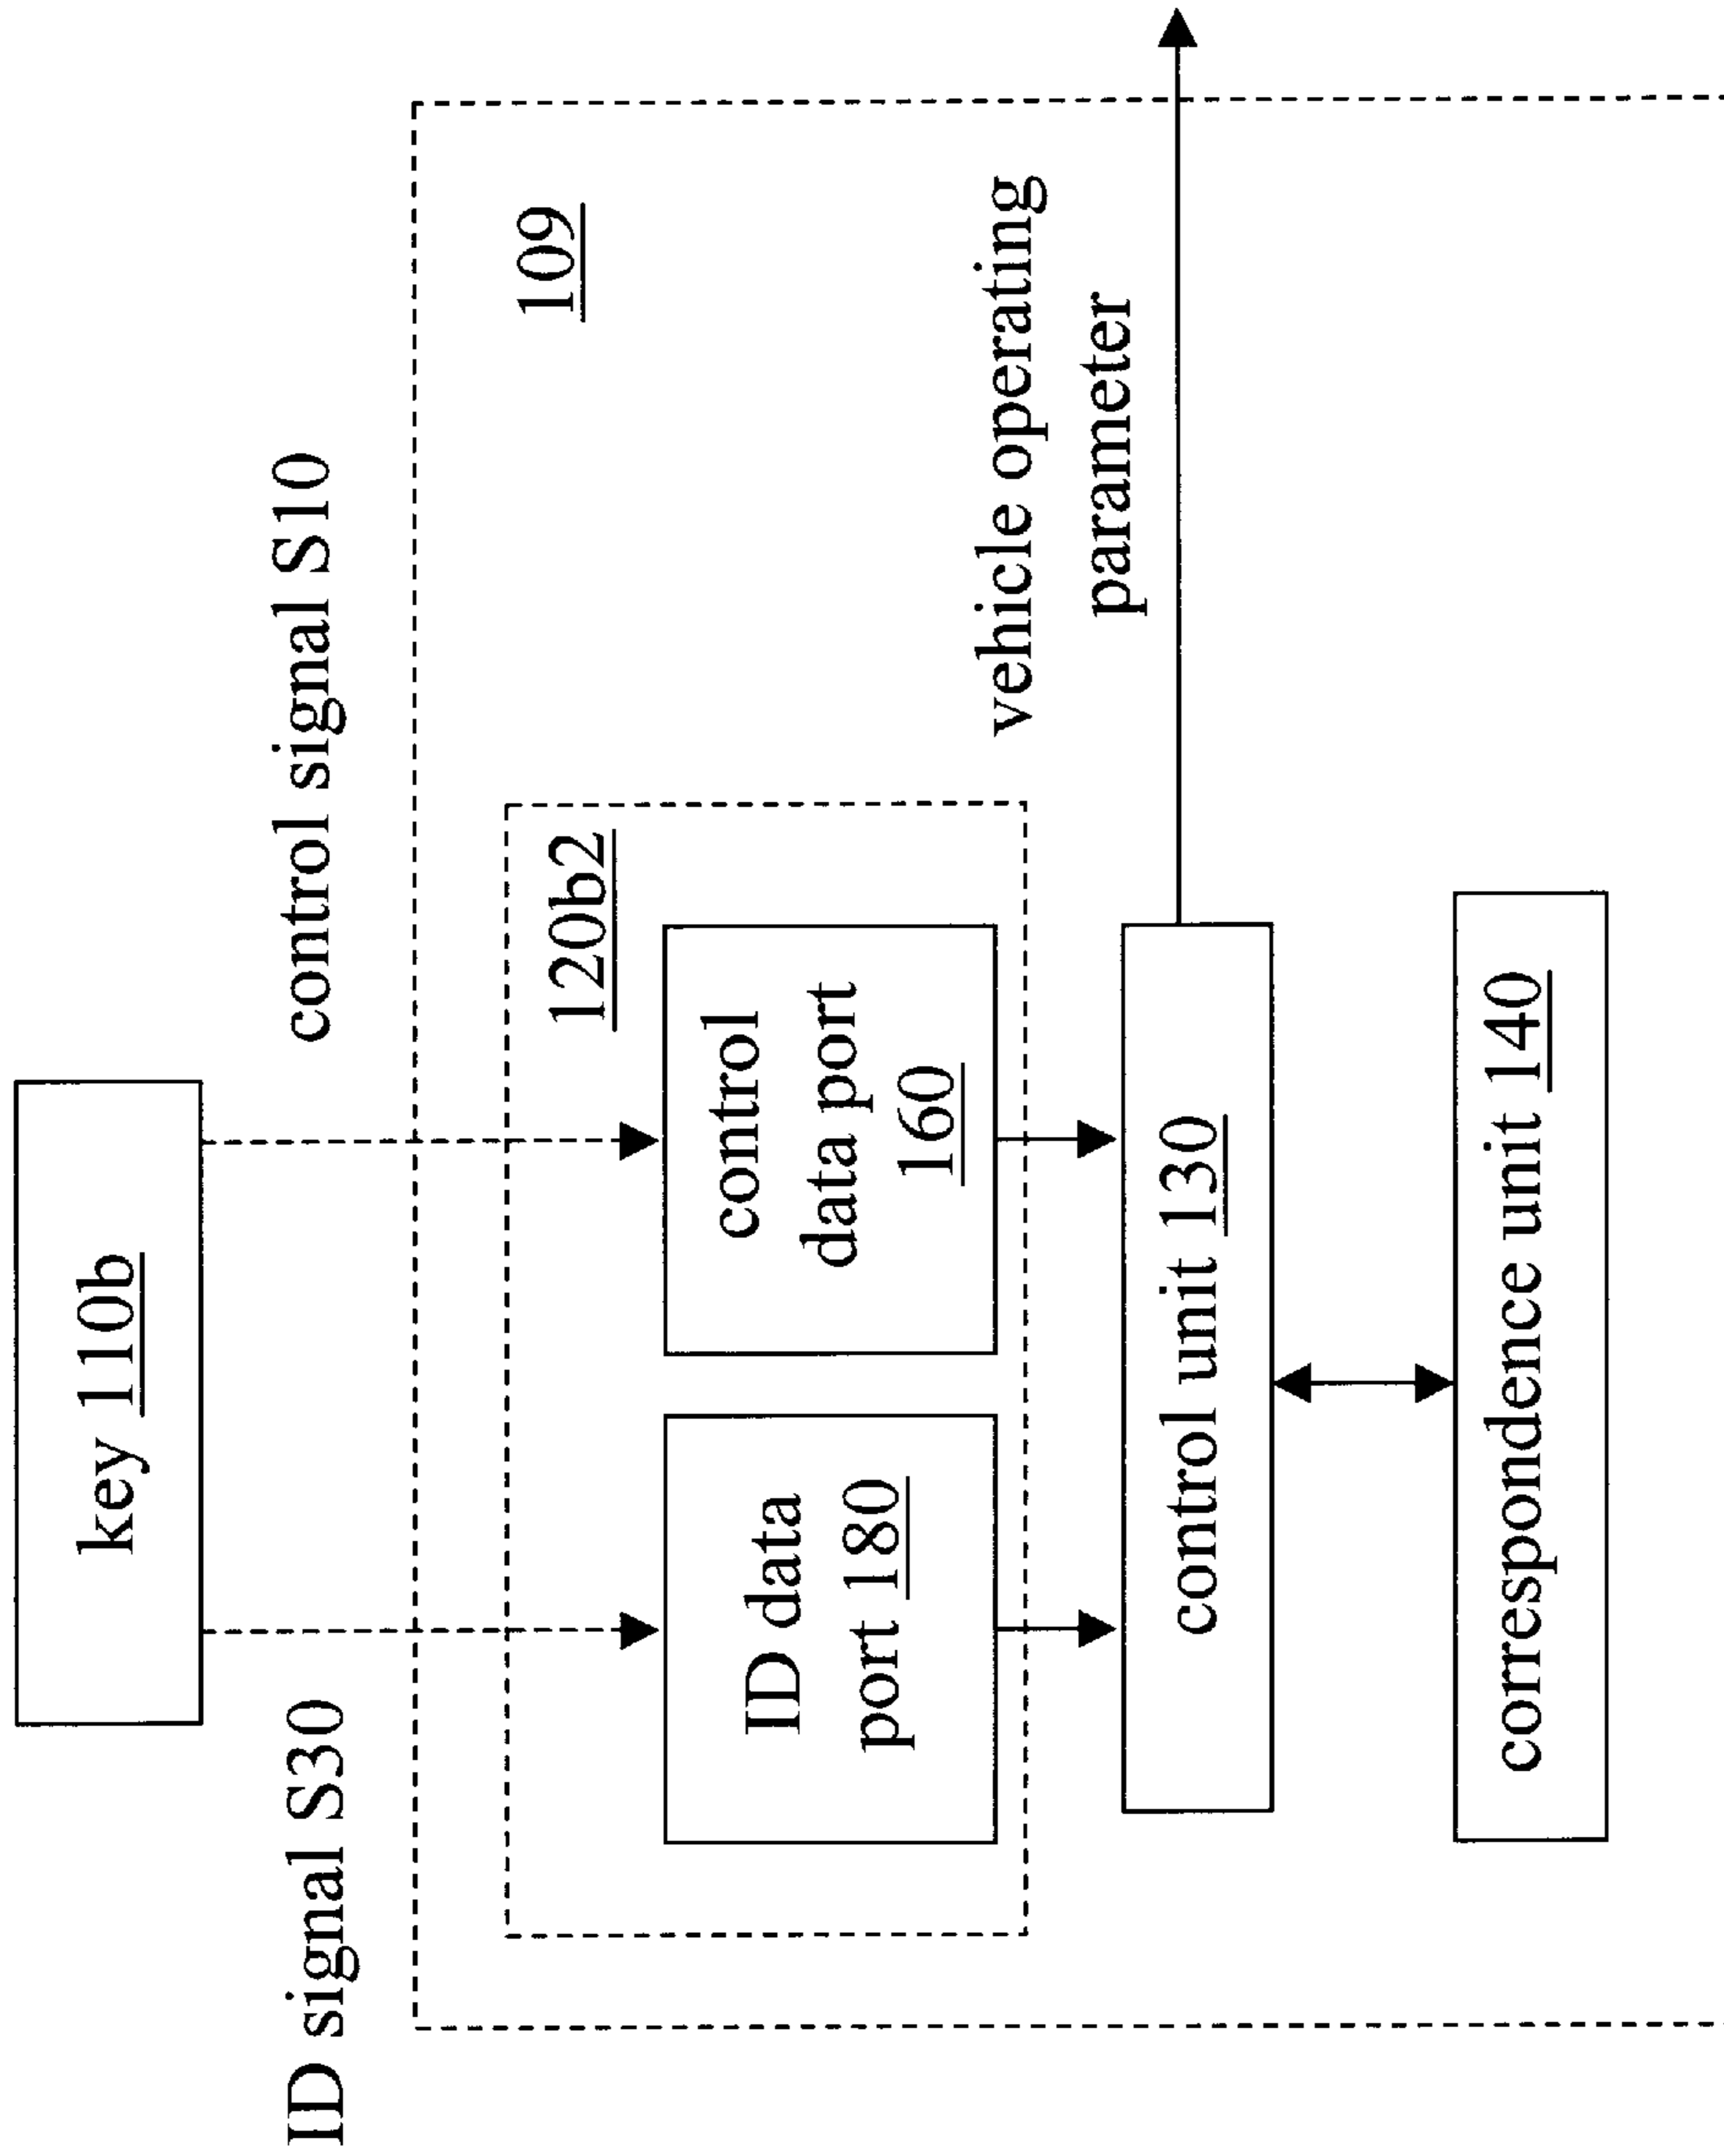 key 110b
ID signal S30
control signal S10
109
120b2
ID data
port 180
control
data port
160
vehicle operating
parameter
control unit 130
correspondence unit 140